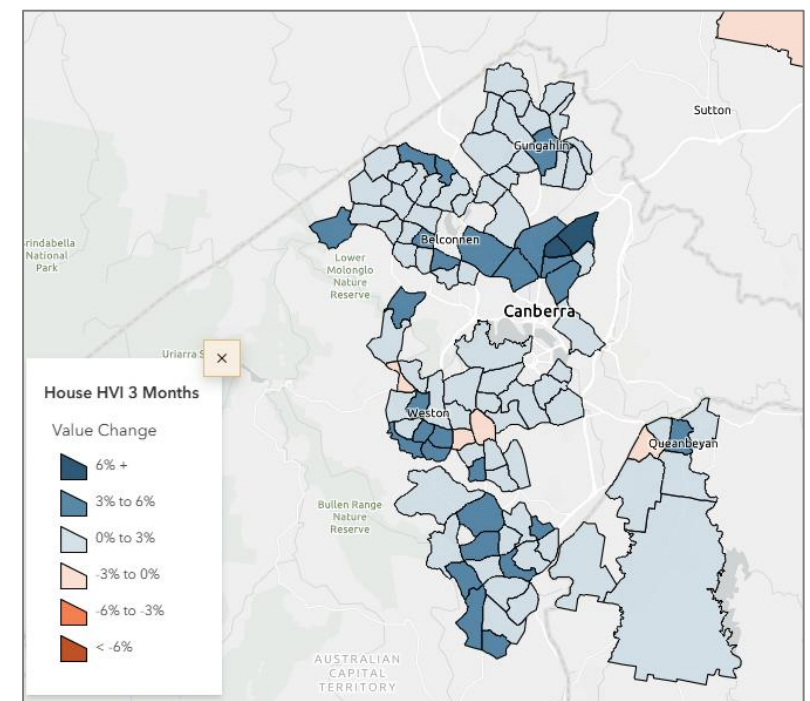 Sutton
Gungahlin
Belconnen
rindabella
National
Park
Lower
Molonglo
Nature
Reserve
Canberra
Uriarra S
×
House HVI 3 Months
Value Change
6% +
3% to 6%
0% to 3%
-3% to 0%
-6% to -3%
< -6%
Weston
Queanbeyan
Bullen Range
Nature
Reserve
AUSTRALIAN
CAPITAL
TERRITORY